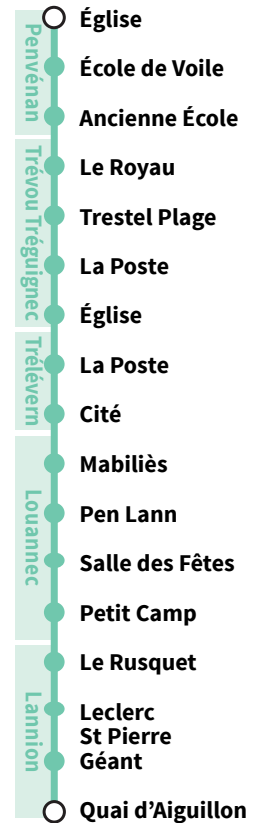 Penvénan
Église
École de Voile
Ancienne École
Trévou Tréguignec
Le Royau
Trestel Plage
La Poste
Église
Trélévern
La Poste
Cité
Louannec
Mabiliès
Pen Lann
Salle des Fêtes
Petit Camp
Lannion
Le Rusquet
Leclerc
St Pierre
Géant
Quai d’Aiguillon